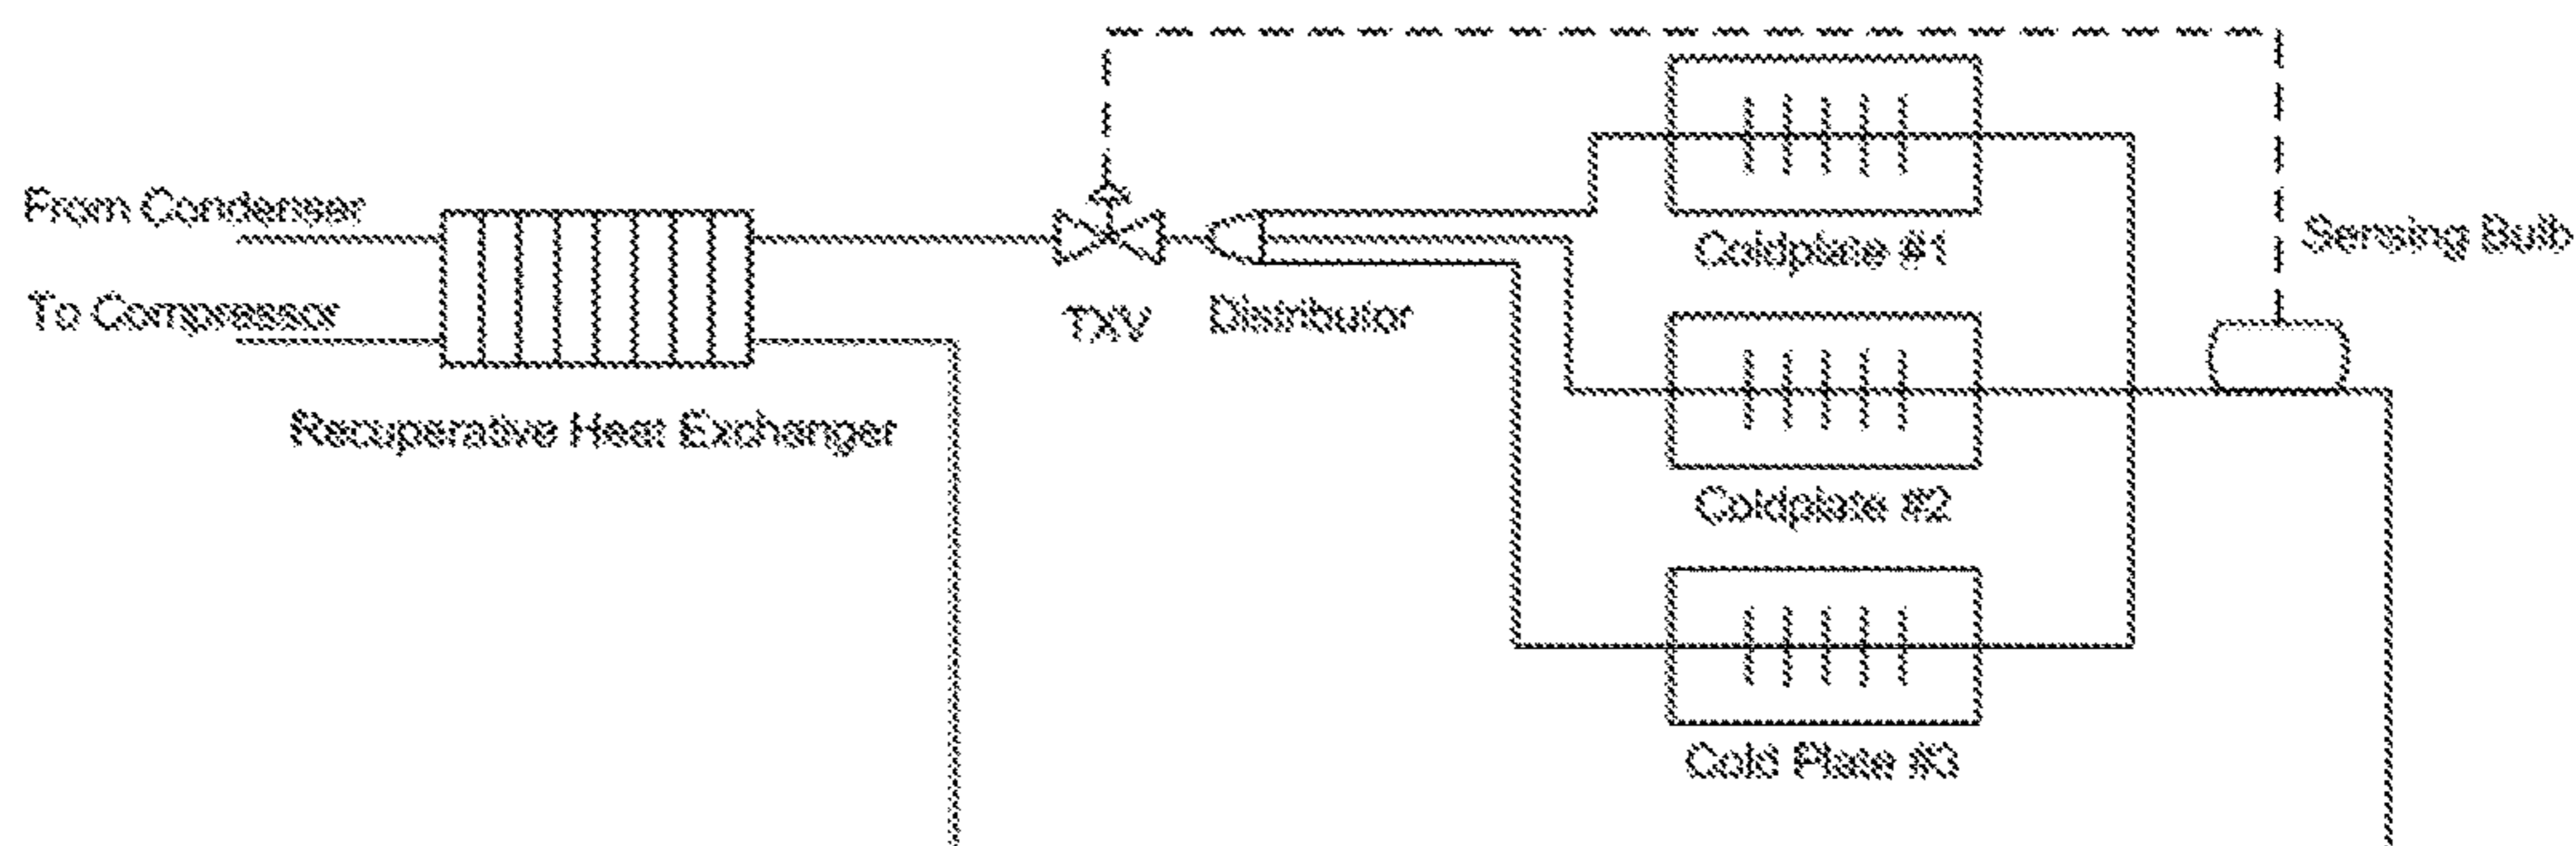 From Condenser
To Compressor
Recuperative Heat Exchanger
TXV
Distributor
Coldplate #1
Coldplate #2
Cold Plate #3
Sensing Bulb